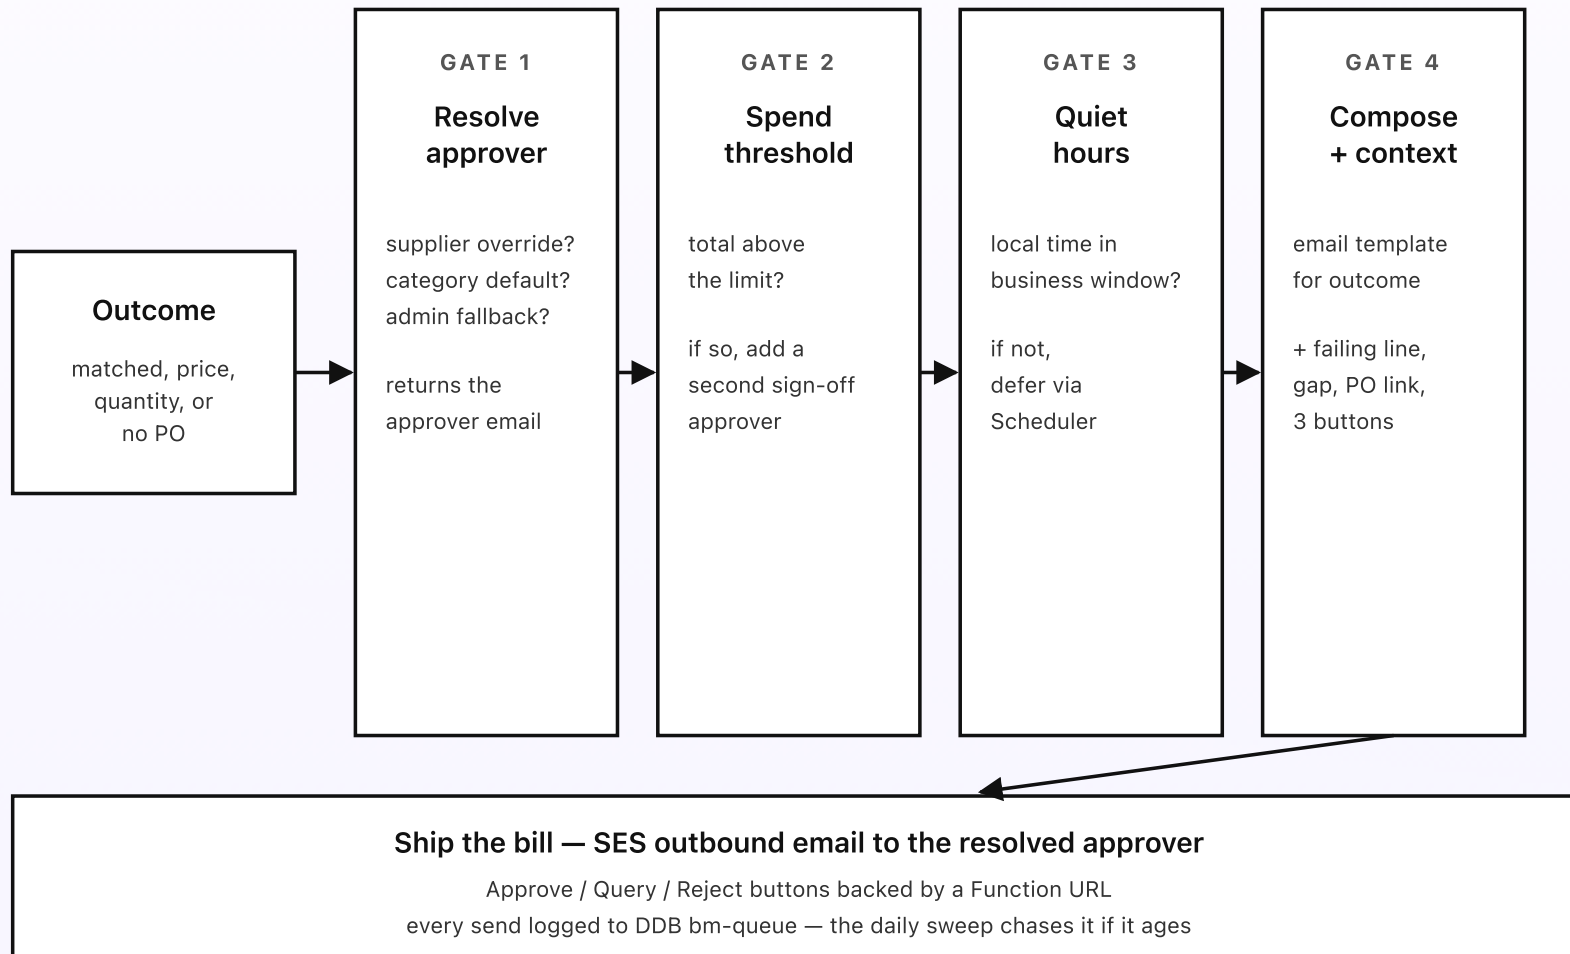 Outcome
matched, price,
quantity, or
no PO
GATE 1
Resolve
approver
supplier override?
category default?
admin fallback?
returns the
approver email
GATE 2
Spend
threshold
total above
the limit?
if so, add a
second sign-off
approver
GATE 3
Quiet
hours
local time in
business window?
if not,
defer via
Scheduler
GATE 4
Compose
+ context
email template
for outcome
+ failing line,
gap, PO link,
3 buttons
Ship the bill — SES outbound email to the resolved approver
Approve / Query / Reject buttons backed by a Function URL
every send logged to DDB bm-queue — the daily sweep chases it if it ages